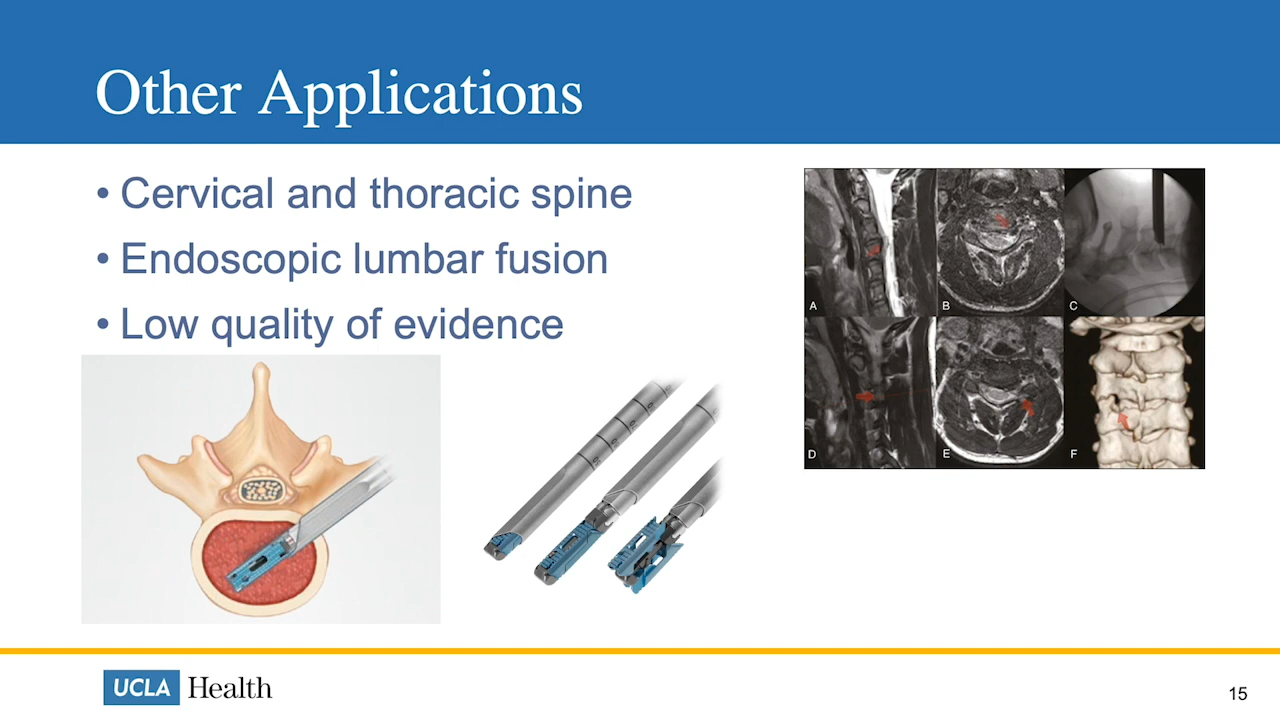 Other Applications
• Cervical and thoracic spine
• Endoscopic lumbar fusion
• Low quality of evidence
A
B
C
D
E
F
UCLA Health
15